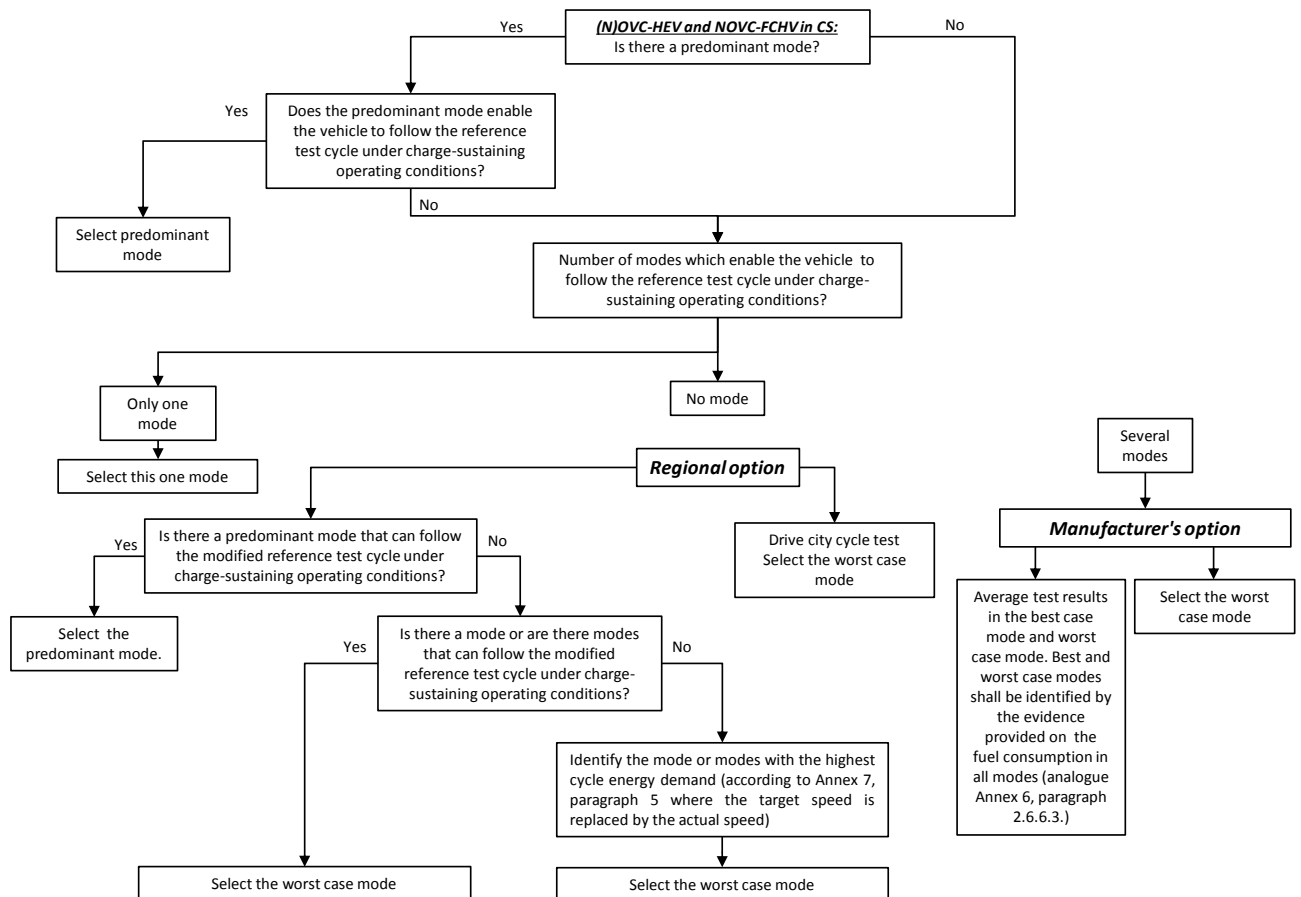 (N)OVC-HEV and NOVC-FCHV in CS:
Is there a predominant mode?
Yes
No
Does the predominant mode enable
the vehicle to follow the reference
test cycle under charge-sustaining
operating conditions?
Yes
No
Select predominant
mode
Number of modes which enable the vehicle to
follow the reference test cycle under charge-
sustaining operating conditions?
Only one
mode
No mode
Several
modes
Select this one mode
Regional option
Manufacturer's option
Is there a predominant mode that can follow
the modified reference test cycle under
charge-sustaining operating conditions?
Yes
No
Drive city cycle test
Select the worst case
mode
Average test results
in the best case
mode and worst
case mode. Best and
worst case modes
shall be identified by
the evidence
provided on the
fuel consumption in
all modes (analogue
Annex 6, paragraph
2.6.6.3.)
Select the worst
case mode
Select the
predominant mode.
Is there a mode or are there modes
that can follow the modified
reference test cycle under charge-
sustaining operating conditions?
Yes
No
Identify the mode or modes with the highest
cycle energy demand (according to Annex 7,
paragraph 5 where the target speed is
replaced by the actual speed)
Select the worst case mode
Select the worst case mode